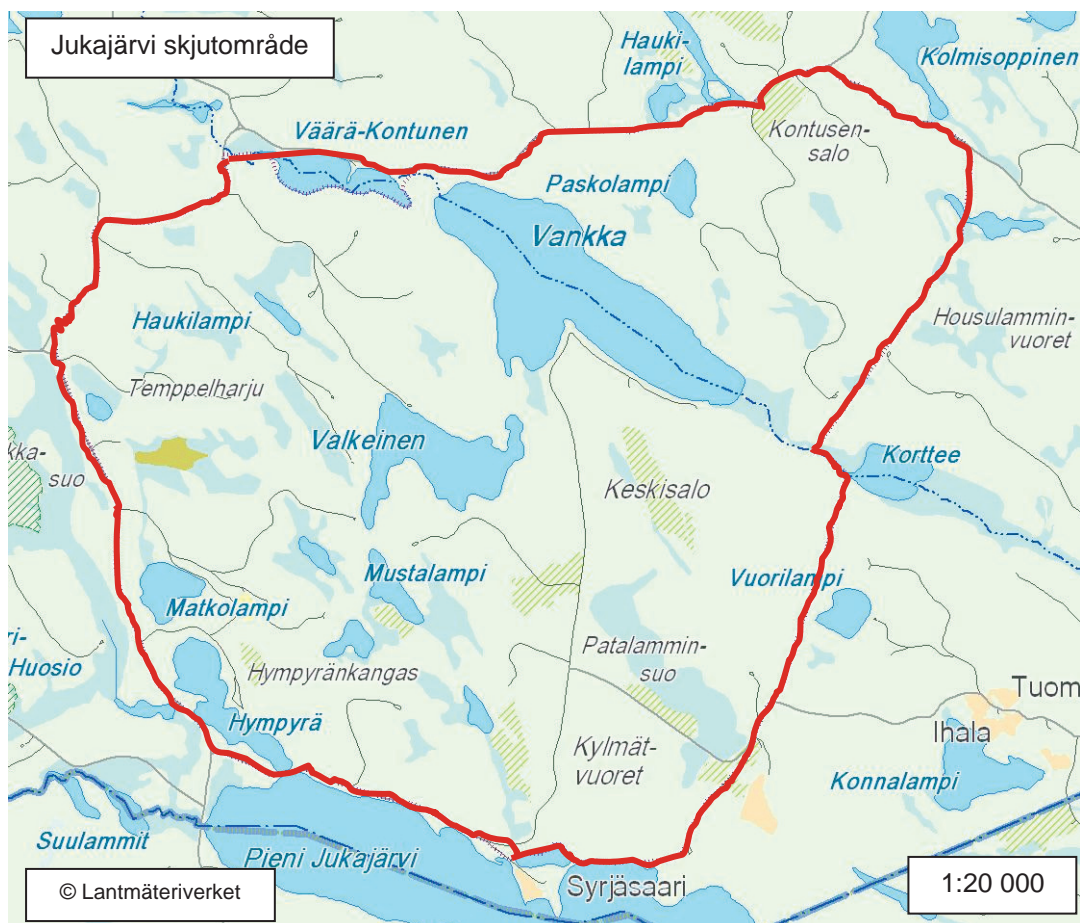 Jukajärvi skjutområde
Hauki-
lampi
Kolmisoppinen
Väärä-Kontunen
Kontusen-
salo
Paskolampi
Vankka
Haukilampi
Housulammin-
vuoret
Temppelharju
Valkeinen
kka-
suo
Korttee
Keskisalo
Mustalampi
Vuorilampi
Matkolampi
ri-
Huosio
Hympyränkangas
Patalammin-
suo
Tuom
Hympyrä
Ihala
Kylmät-
vuoret
Konnalampi
Suulammit
Pieni Jukajärvi
Syrjäsaari
© Lantmäteriverket
1:20 000